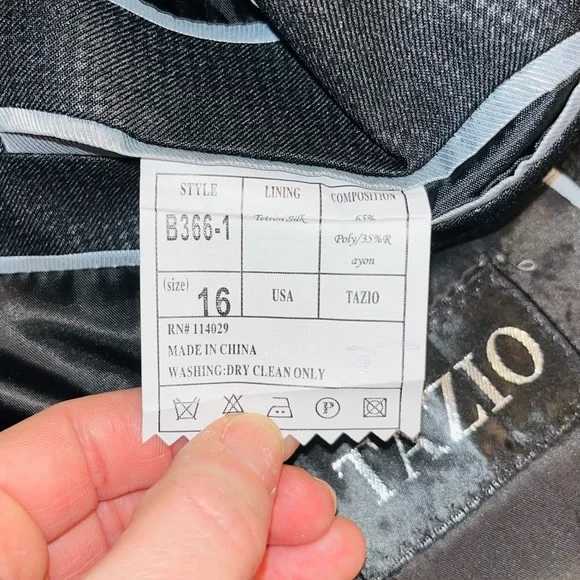 STYLE LINING COMPOSITION
B366-1 Tetron Silk 65%
Poly/35%R
ayon
(size) 16 USA TAZIO
RN# 114029
MADE IN CHINA
WASHING:DRY CLEAN ONLY
P
TAZIO